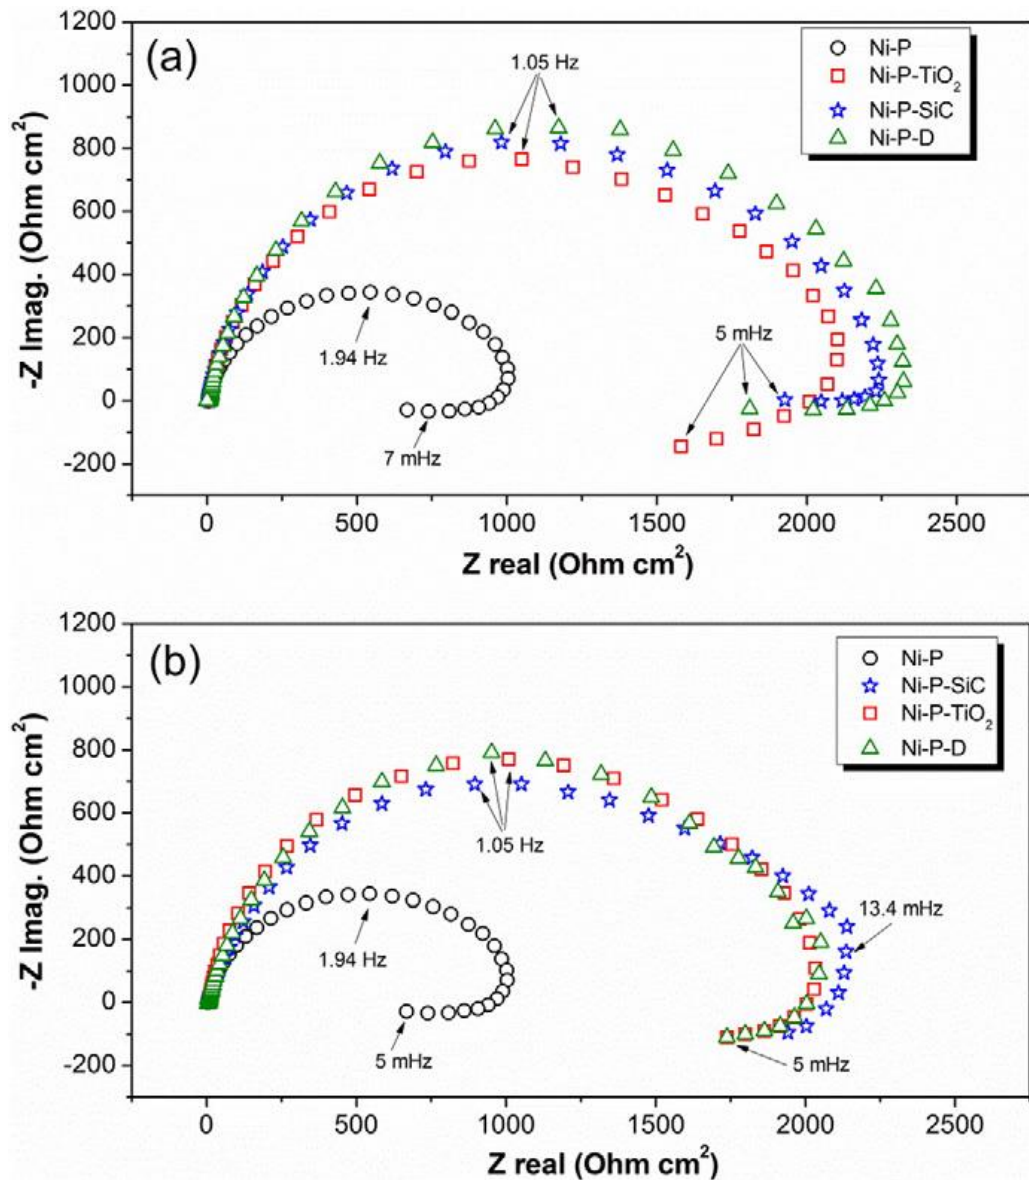 (a)
Ni-P
Ni-P-TiO₂
Ni-P-SiC
Ni-P-D
1.05 Hz
1.94 Hz
5 mHz
7 mHz
1200
1000
800
600
400
200
0
-200
-Z Imag. (Ohm cm²)
0 500 1000 1500 2000 2500
Z real (Ohm cm²)
(b)
Ni-P
Ni-P-SiC
Ni-P-TiO₂
Ni-P-D
1.05 Hz
13.4 mHz
1.94 Hz
5 mHz
5 mHz
1200
1000
800
600
400
200
0
-200
-Z Imag. (Ohm cm²)
0 500 1000 1500 2000 2500
Z real (Ohm cm²)